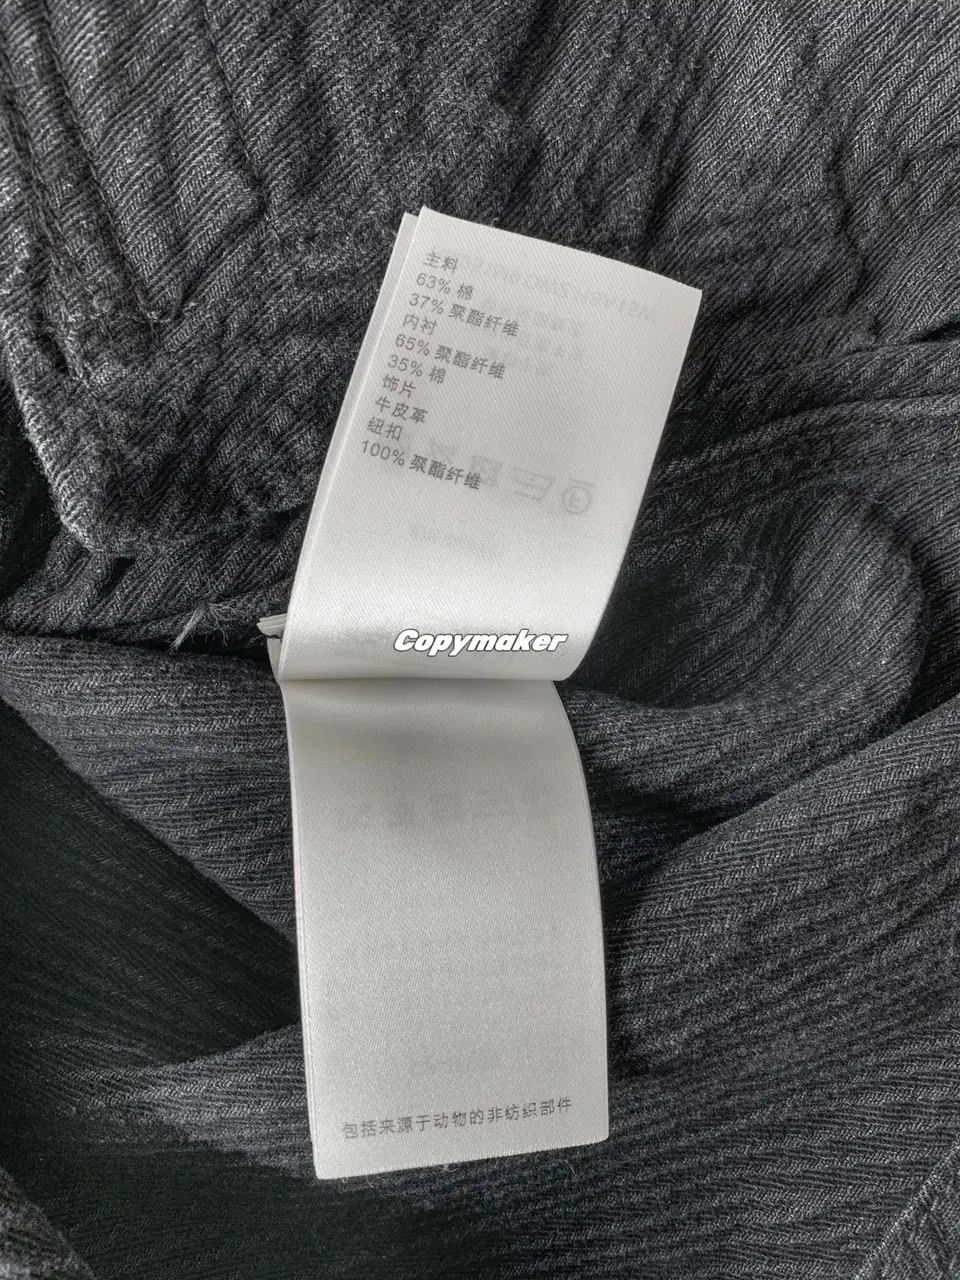 主料
63% 棉
37% 聚酯纤维
内衬
65% 聚酯纤维
35% 棉
饰片
牛皮革
纽扣
100% 聚酯纤维
Copymaker
包括来源于动物的非纺织部件